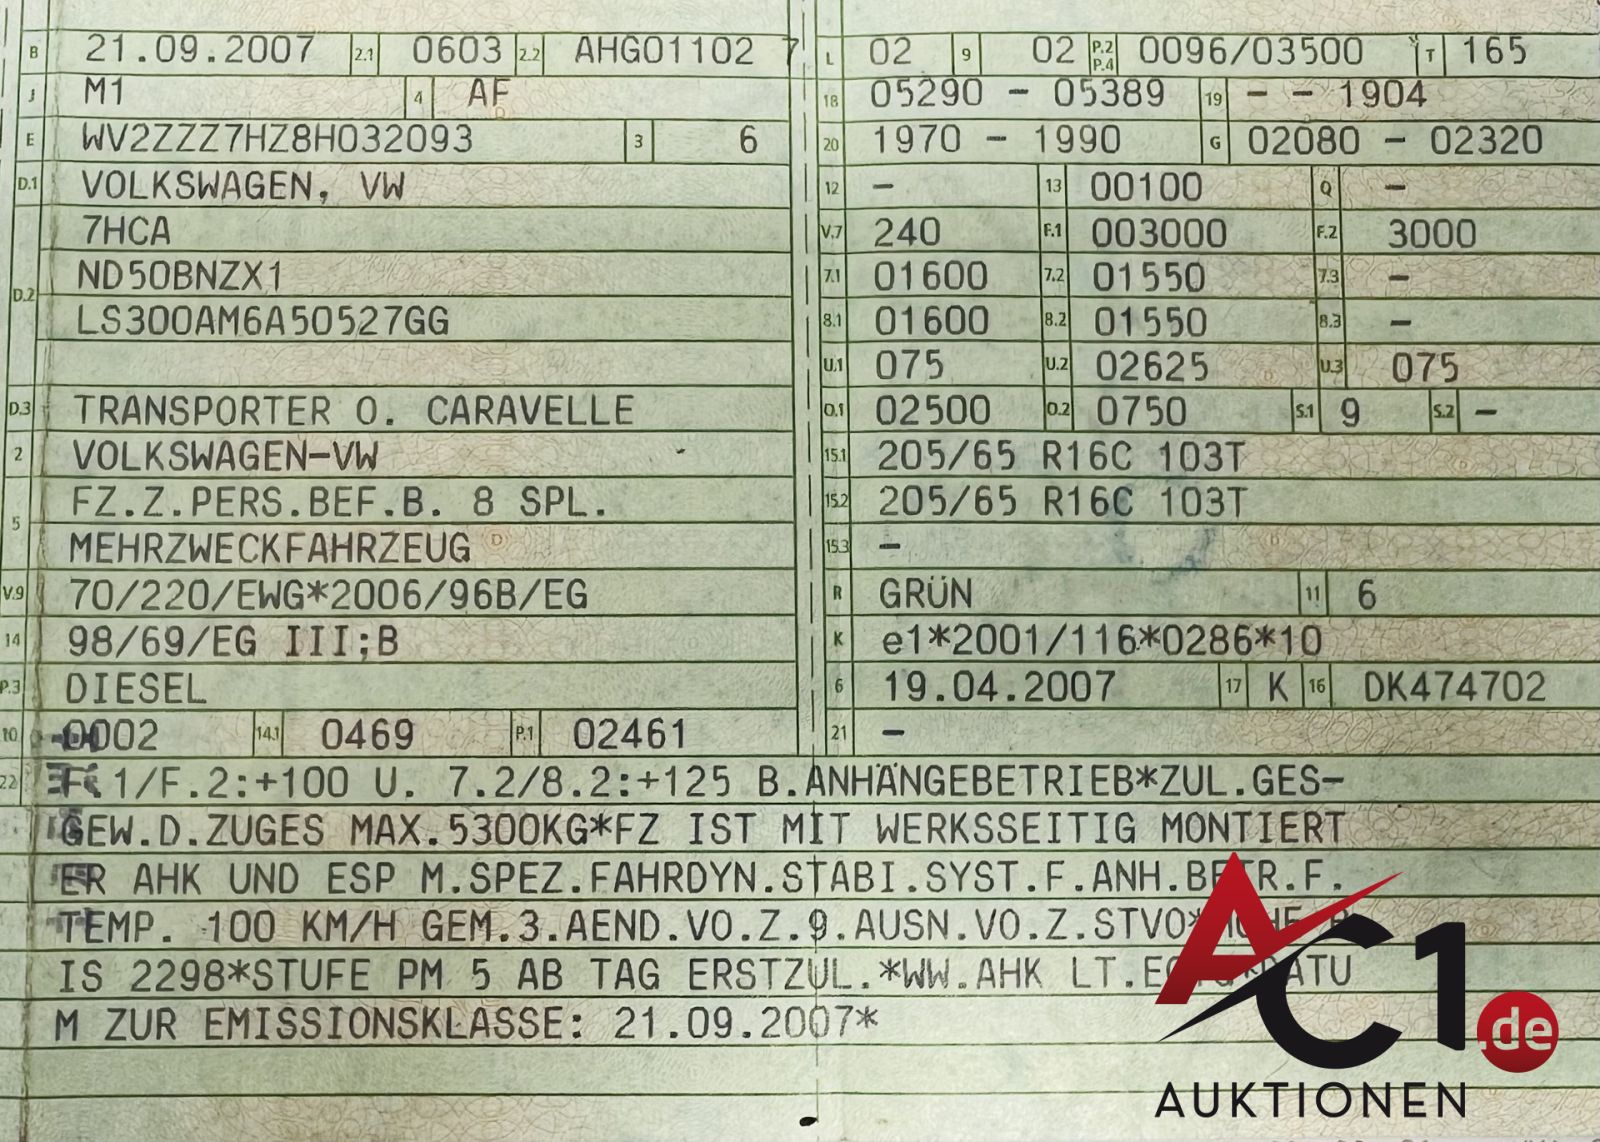 B 21.09.2007 2.1 0603 2.2 AHG01102 7
J M1 4 AF
E WV2ZZZ7HZ8H032093 3 6
D.1 VOLKSWAGEN, VW
7HCA
D.2 ND50BNZX1
LS300AM6A50527GG
D.3 TRANSPORTER O. CARAVELLE
2 VOLKSWAGEN-VW
5 FZ.Z.PERS.BEF.B. 8 SPL.
MEHRZWECKFAHRZEUG
V.9 70/220/EWG*2006/96B/EG
14 98/69/EG III;B
P.3 DIESEL
10 0002 14.1 0469 P.1 02461
L 02 9 02 P.2 P.4 0096/03500 T 165
18 05290 - 05389 19 - - 1904
20 1970 - 1990 G 02080 - 02320
12 - 13 00100 Q -
V.7 240 F.1 003000 F.2 3000
7.1 01600 7.2 01550 7.3 -
8.1 01600 8.2 01550 8.3 -
U.1 075 U.2 02625 U.3 075
O.1 02500 O.2 0750 S.1 9 S.2 -
15.1 205/65 R16C 103T
15.2 205/65 R16C 103T
15.3 -
R GRÜN 11 6
K e1*2001/116*0286*10
6 19.04.2007 17 K 16 DK474702
21 -
22 F.1/F.2:+100 U. 7.2/8.2:+125 B.ANHÄNGEBETRIEB*ZUL.GES-
GEW.D.ZUGES MAX.5300KG*FZ IST MIT WERKSSEITIG MONTIERT
ER AHK UND ESP M.SPEZ.FAHRDYN.STABI.SYST.F.ANH.BETR.F.
TEMP. 100 KM/H GEM.3.AEND.VO.Z.9.AUSN.VO.Z.STVO*
IS 2298*STUFE PM 5 AB TAG ERSTZUL.*WW.AHK LT.
M ZUR EMISSIONSKLASSE: 21.09.2007*
AC1.de
AUKTIONEN